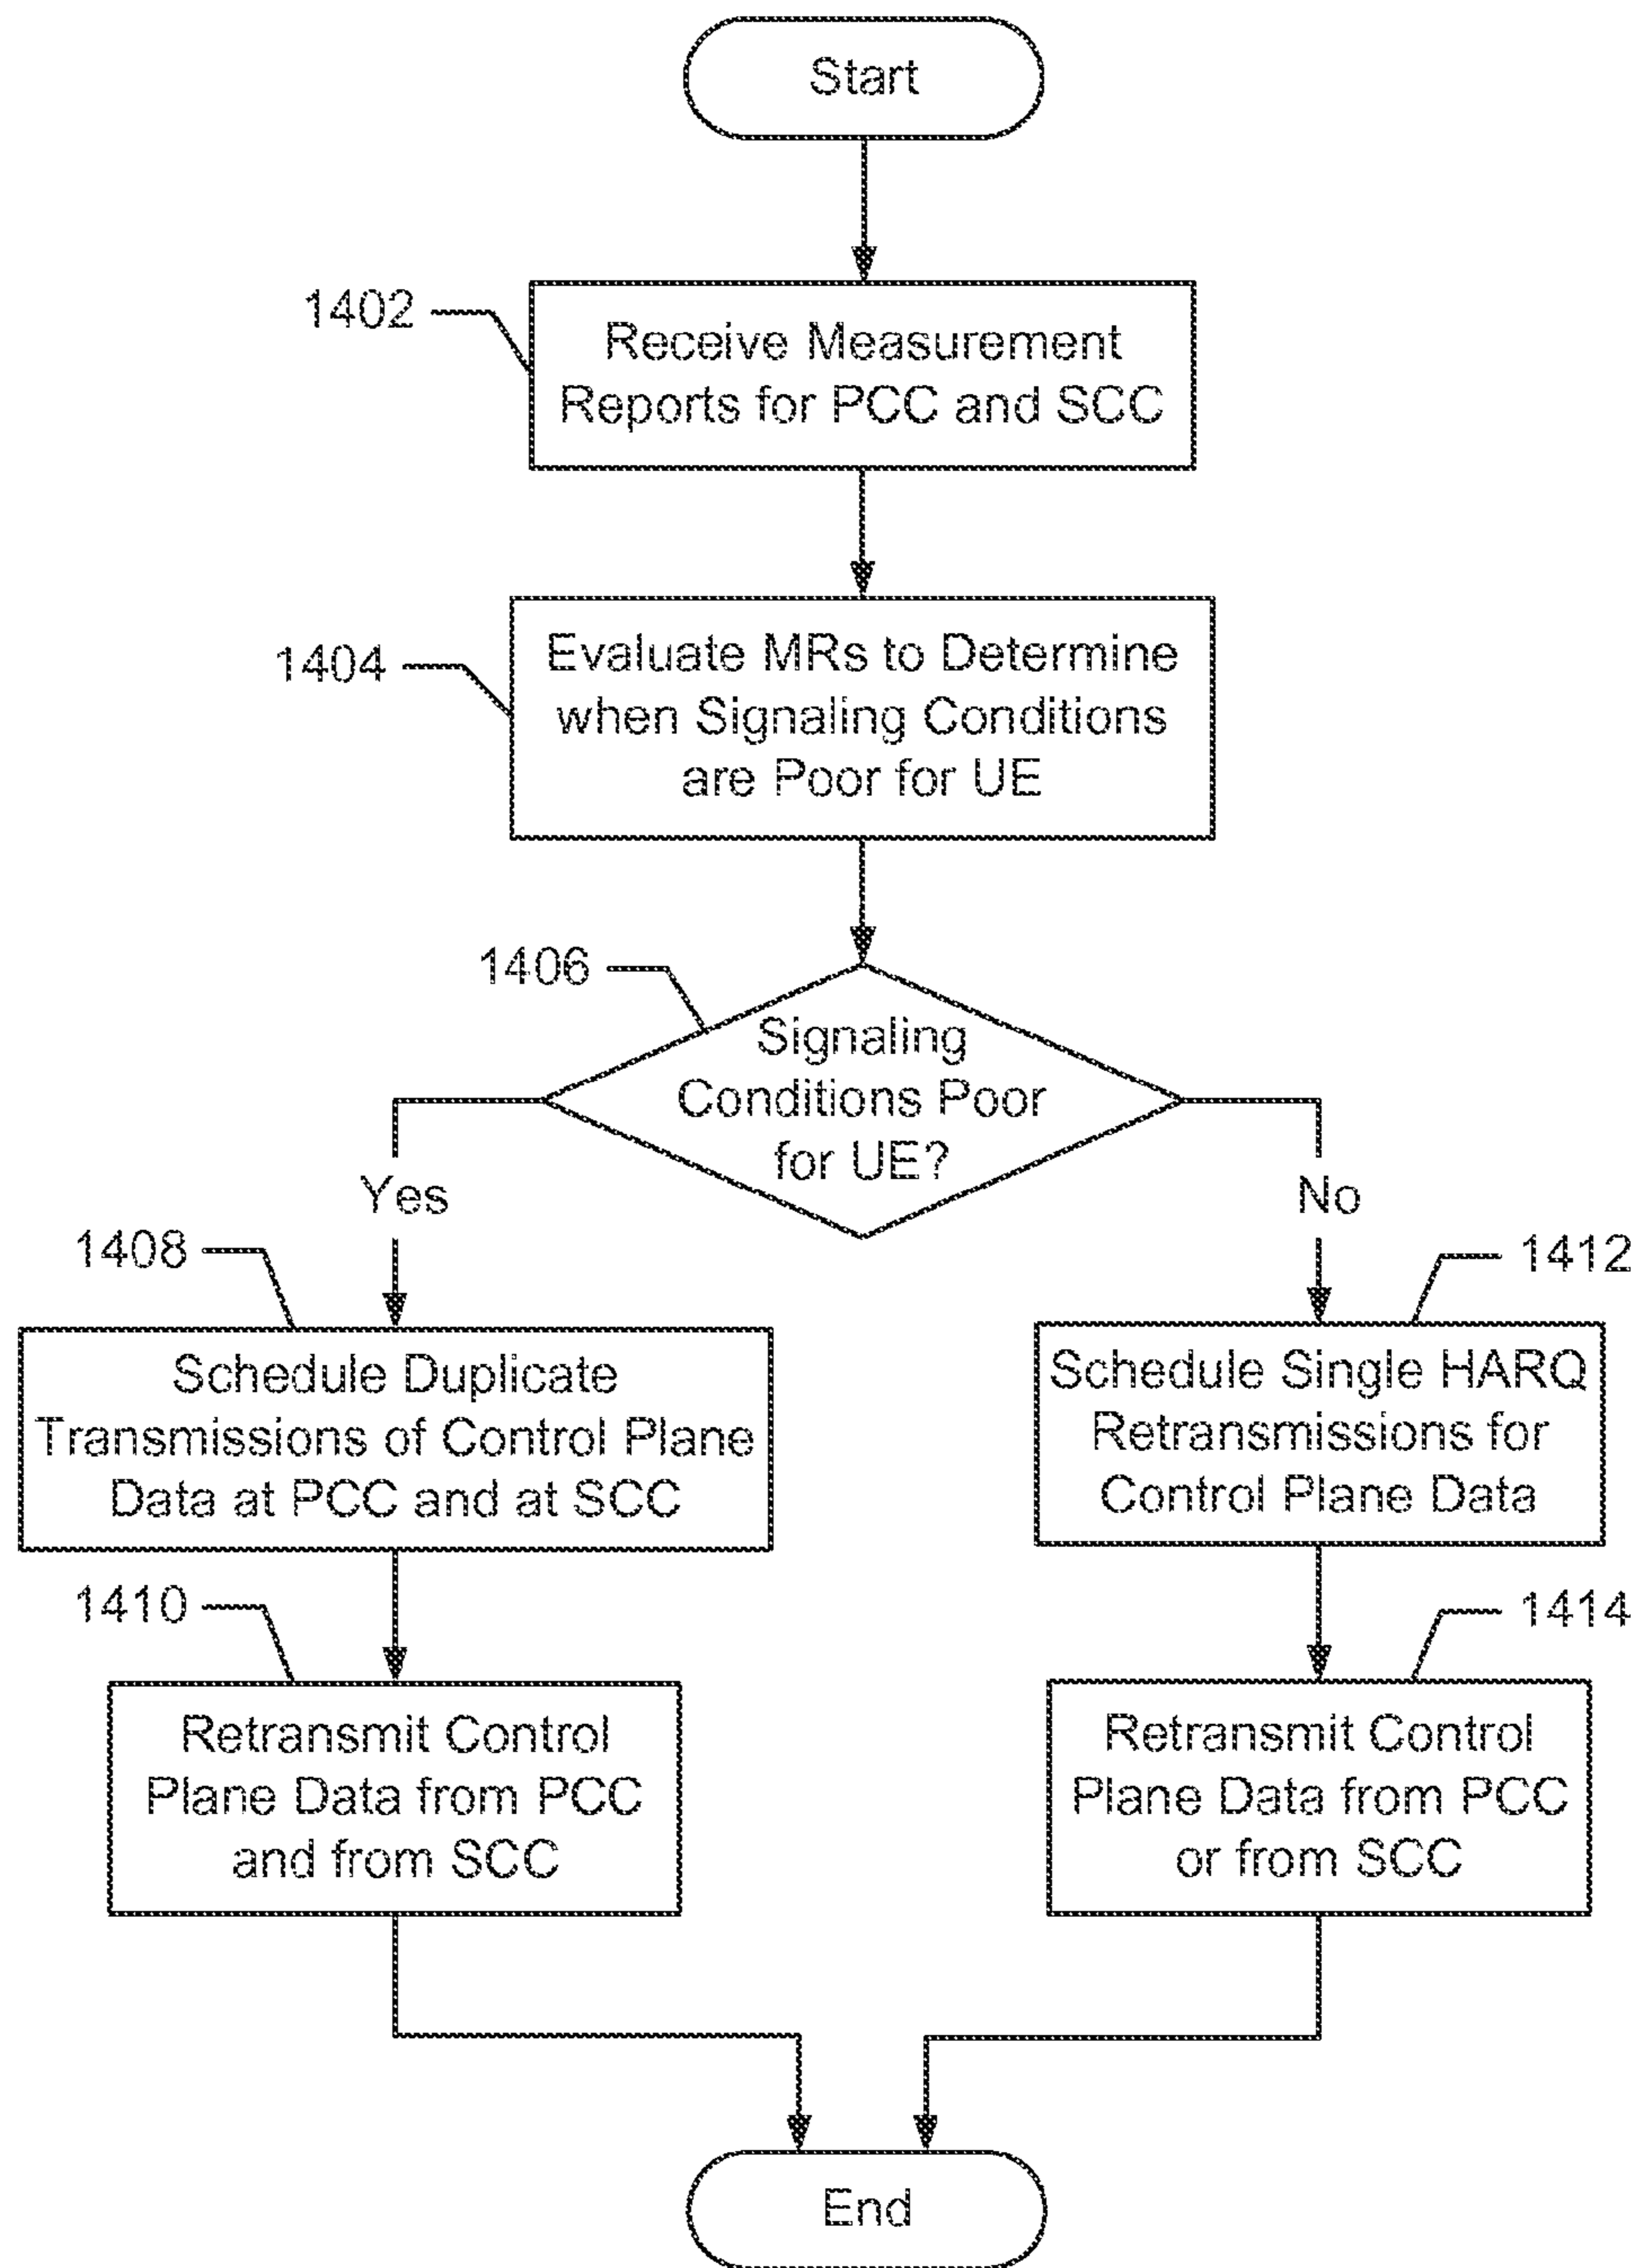 Start
1402
Receive Measurement
Reports for PCC and SCC
1404
Evaluate MRs to Determine
when Signaling Conditions
are Poor for UE
1406
Signaling
Conditions Poor
for UE?
Yes
No
1408
Schedule Duplicate
Transmissions of Control Plane
Data at PCC and at SCC
1412
Schedule Single HARQ
Retransmissions for
Control Plane Data
1410
Retransmit Control
Plane Data from PCC
and from SCC
1414
Retransmit Control
Plane Data from PCC
or from SCC
End